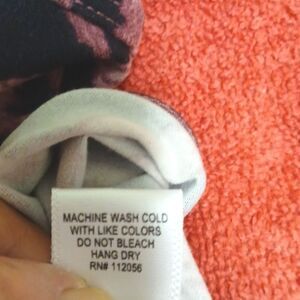 MACHINE WASH COLD
WITH LIKE COLORS
DO NOT BLEACH
HANG DRY
RN# 112056